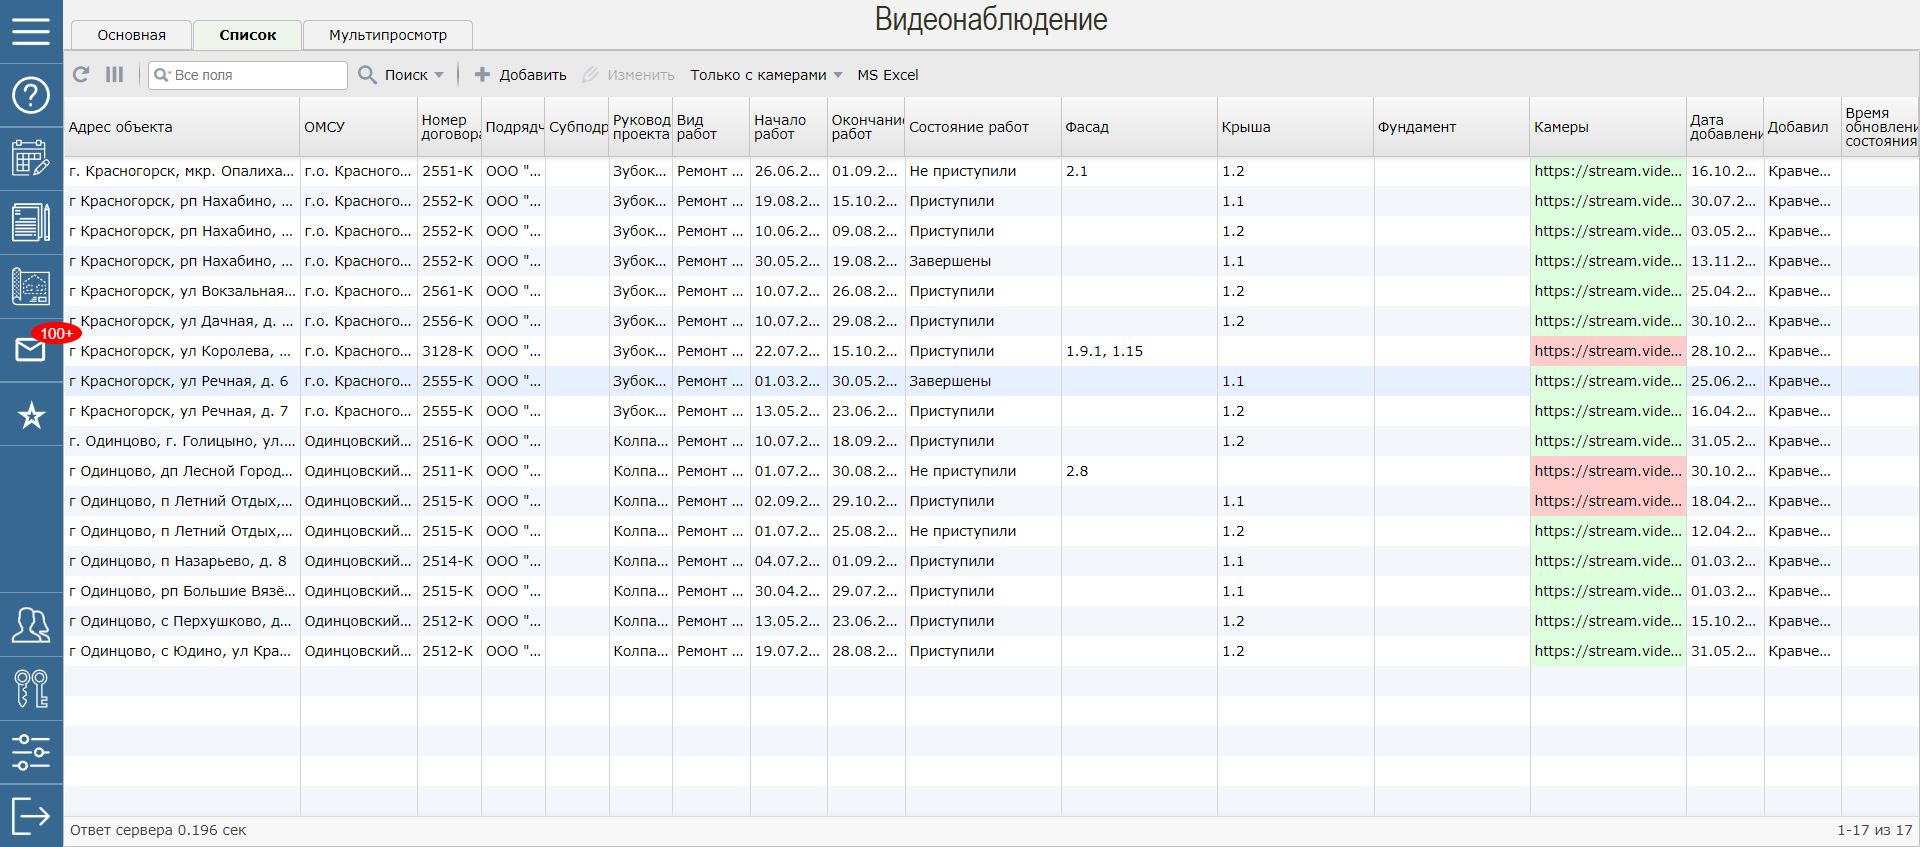 Видеонаблюдение
Основная Список Мультипросмотр
Все поля Поиск Добавить Изменить Только с камерами MS Excel
Адрес объекта ОМСУ Номер договора Подрядч Субподр Руковод проекта Вид работ Начало работ Окончание работ Состояние работ Фасад Крыша Фундамент Камеры Дата добавлени Добавил Время обновлени состояния
г. Красногорск, мкр. Опалиха... г.о. Красного... 2551-К ООО "... Зубок... Ремонт ... 26.06.2... 01.09.2... Не приступили 2.1 1.2 https://stream.vide... 16.10.2... Кравче...
г Красногорск, рп Нахабино, ... г.о. Красного... 2552-К ООО "... Зубок... Ремонт ... 19.08.2... 15.10.2... Приступили 1.1 https://stream.vide... 30.07.2... Кравче...
г Красногорск, рп Нахабино, ... г.о. Красного... 2552-К ООО "... Зубок... Ремонт ... 10.06.2... 09.08.2... Приступили 1.2 https://stream.vide... 03.05.2... Кравче...
г Красногорск, рп Нахабино, ... г.о. Красного... 2552-К ООО "... Зубок... Ремонт ... 30.05.2... 19.08.2... Завершены 1.1 https://stream.vide... 13.11.2... Кравче...
г Красногорск, ул Вокзальная... г.о. Красного... 2561-К ООО "... Зубок... Ремонт ... 10.07.2... 26.08.2... Приступили 1.2 https://stream.vide... 25.04.2... Кравче...
г Красногорск, ул Дачная, д. ... г.о. Красного... 2556-К ООО "... Зубок... Ремонт ... 10.07.2... 29.08.2... Приступили 1.2 https://stream.vide... 30.10.2... Кравче...
100+
г Красногорск, ул Королева, ... г.о. Красного... 3128-К ООО "... Зубок... Ремонт ... 22.07.2... 15.10.2... Приступили 1.9.1, 1.15 https://stream.vide... 28.10.2... Кравче...
г Красногорск, ул Речная, д. 6 г.о. Красного... 2555-К ООО "... Зубок... Ремонт ... 01.03.2... 30.05.2... Завершены 1.1 https://stream.vide... 25.06.2... Кравче...
г Красногорск, ул Речная, д. 7 г.о. Красного... 2555-К ООО "... Зубок... Ремонт ... 13.05.2... 23.06.2... Приступили 1.2 https://stream.vide... 16.04.2... Кравче...
г. Одинцово, г. Голицыно, ул.... Одинцовский... 2516-К ООО "... Колпа... Ремонт ... 10.07.2... 18.09.2... Приступили 1.2 https://stream.vide... 31.05.2... Кравче...
г Одинцово, дп Лесной Город... Одинцовский... 2511-К ООО "... Колпа... Ремонт ... 01.07.2... 30.08.2... Не приступили 2.8 https://stream.vide... 30.10.2... Кравче...
г Одинцово, п Летний Отдых,... Одинцовский... 2515-К ООО "... Колпа... Ремонт ... 02.09.2... 29.10.2... Приступили 1.1 https://stream.vide... 18.04.2... Кравче...
г Одинцово, п Летний Отдых,... Одинцовский... 2515-К ООО "... Колпа... Ремонт ... 01.07.2... 25.08.2... Не приступили 1.2 https://stream.vide... 12.04.2... Кравче...
г Одинцово, п Назарьево, д. 8 Одинцовский... 2514-К ООО "... Колпа... Ремонт ... 04.07.2... 01.09.2... Приступили 1.1 https://stream.vide... 01.03.2... Кравче...
г Одинцово, рп Большие Вязё... Одинцовский... 2515-К ООО "... Колпа... Ремонт ... 30.04.2... 29.07.2... Приступили 1.1 https://stream.vide... 01.03.2... Кравче...
г Одинцово, с Перхушково, д... Одинцовский... 2512-К ООО "... Колпа... Ремонт ... 13.05.2... 23.06.2... Приступили 1.2 https://stream.vide... 15.10.2... Кравче...
г Одинцово, с Юдино, ул Кра... Одинцовский... 2512-К ООО "... Колпа... Ремонт ... 19.07.2... 28.08.2... Приступили 1.2 https://stream.vide... 31.05.2... Кравче...
Ответ сервера 0.196 сек 1-17 из 17